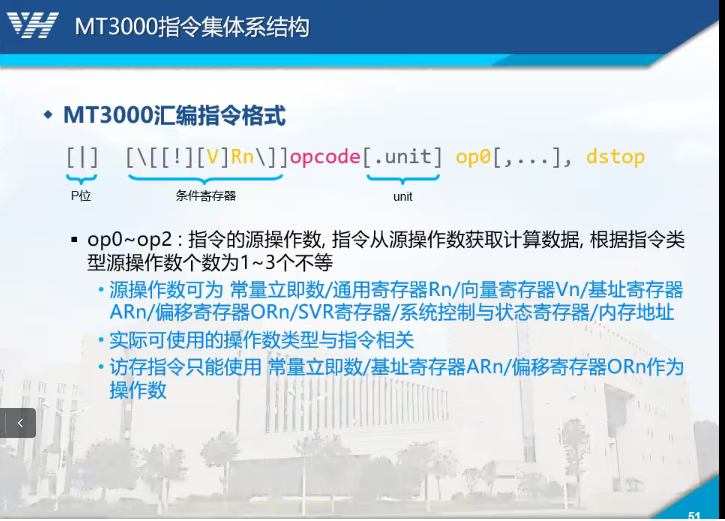 MT3000指令集体系结构
MT3000汇编指令格式
[|] [\[[!][V]Rn\]]opcode[.unit] op0[,...], dstop
P位 条件寄存器 unit
op0~op2 : 指令的源操作数, 指令从源操作数获取计算数据, 根据指令类
型源操作数个数为1~3个不等
源操作数可为 常量立即数/通用寄存器Rn/向量寄存器Vn/基址寄存器
ARn/偏移寄存器ORn/SVR寄存器/系统控制与状态寄存器/内存地址
实际可使用的操作数类型与指令相关
访存指令只能使用 常量立即数/基址寄存器ARn/偏移寄存器ORn作为
操作数
51